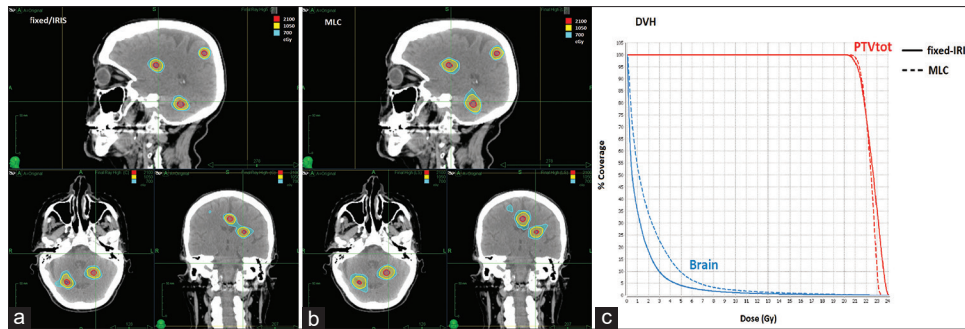 fixed/IRIS
2100
1050
700
cGy
S
a
A
R
L
MLC
2100
1050
700
cGy
S
b
A
R
L
DVH
PTVtot
fixed-IRI
MLC
% Coverage
105
100
95
90
85
80
75
70
65
60
55
50
45
40
35
30
25
20
15
10
5
0
Brain
0 1 2 3 4 5 6 7 8 9 10 11 12 13 14 15 16 17 18 19 20 21 22 23 24
Dose (Gy)
c